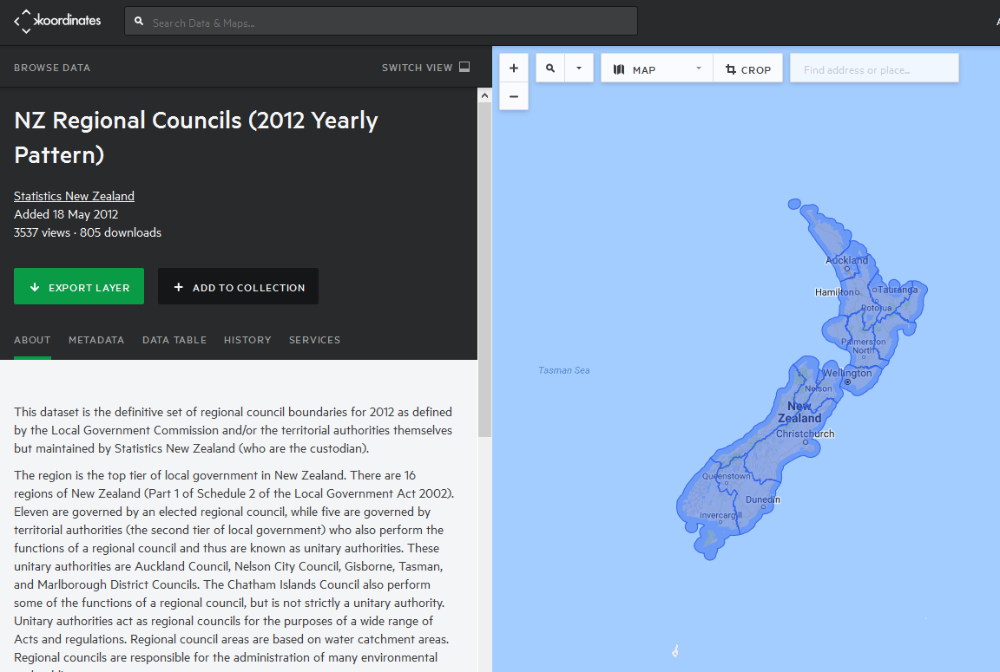 koordinates
Search Data & Maps...
BROWSE DATA
SWITCH VIEW
NZ Regional Councils (2012 Yearly
Pattern)
Statistics New Zealand
Added 18 May 2012
3537 views · 805 downloads
EXPORT LAYER
+ ADD TO COLLECTION
ABOUT METADATA DATA TABLE HISTORY SERVICES
This dataset is the definitive set of regional council boundaries for 2012 as defined
by the Local Government Commission and/or the territorial authorities themselves
but maintained by Statistics New Zealand (who are the custodian).
The region is the top tier of local government in New Zealand. There are 16
regions of New Zealand (Part 1 of Schedule 2 of the Local Government Act 2002).
Eleven are governed by an elected regional council, while five are governed by
territorial authorities (the second tier of local government) who also perform the
functions of a regional council and thus are known as unitary authorities. These
unitary authorities are Auckland Council, Nelson City Council, Gisborne, Tasman,
and Marlborough District Councils. The Chatham Islands Council also perform
some of the functions of a regional council, but is not strictly a unitary authority.
Unitary authorities act as regional councils for the purposes of a wide range of
Acts and regulations. Regional council areas are based on water catchment areas.
Regional councils are responsible for the administration of many environmental
+
−
MAP
CROP
Find address or place...
Auckland
Hamilton
Tauranga
Rotorua
Palmerston
North
Tasman Sea
Wellington
Nelson
New
Zealand
Christchurch
Queenstown
Dunedin
Invercargill